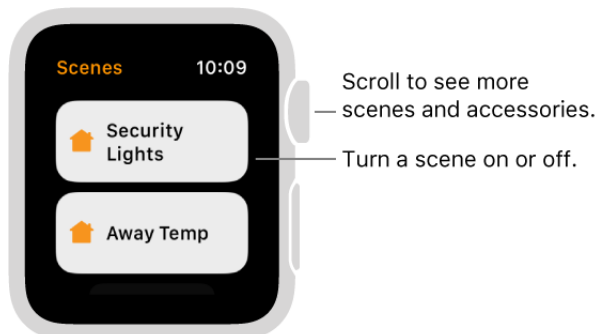 Scenes 10:09
Security
Lights
Away Temp
Scroll to see more
scenes and accessories.
Turn a scene on or off.